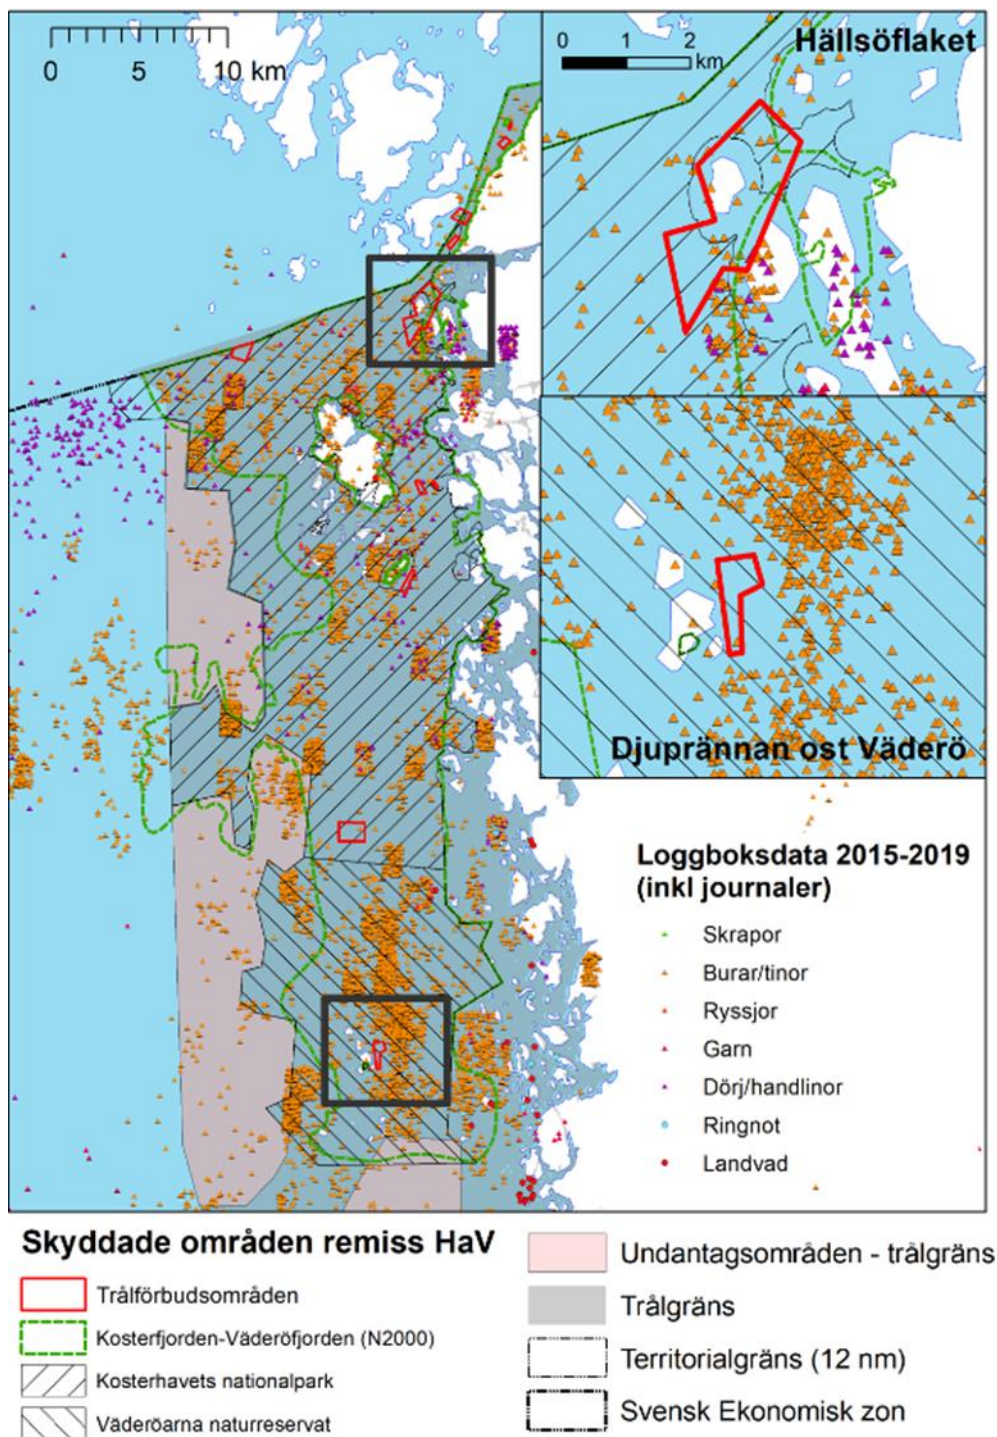 0 5 10 km
0 1 2
km
Hällsöflaket
Djuprännan ost Väderö
Loggboksdata 2015-2019
(inkl journaler)
Skrapor
Burar/tinor
Ryssjor
Garn
Dörj/handlinor
Ringnot
Landvad
Skyddade områden remiss HaV
Trålförbudsområden
Kosterfjorden-Väderöfjorden (N2000)
Kosterhavets nationalpark
Väderöarna naturreservat
Undantagsområden - trålgräns
Trålgräns
Territorialgräns (12 nm)
Svensk Ekonomisk zon